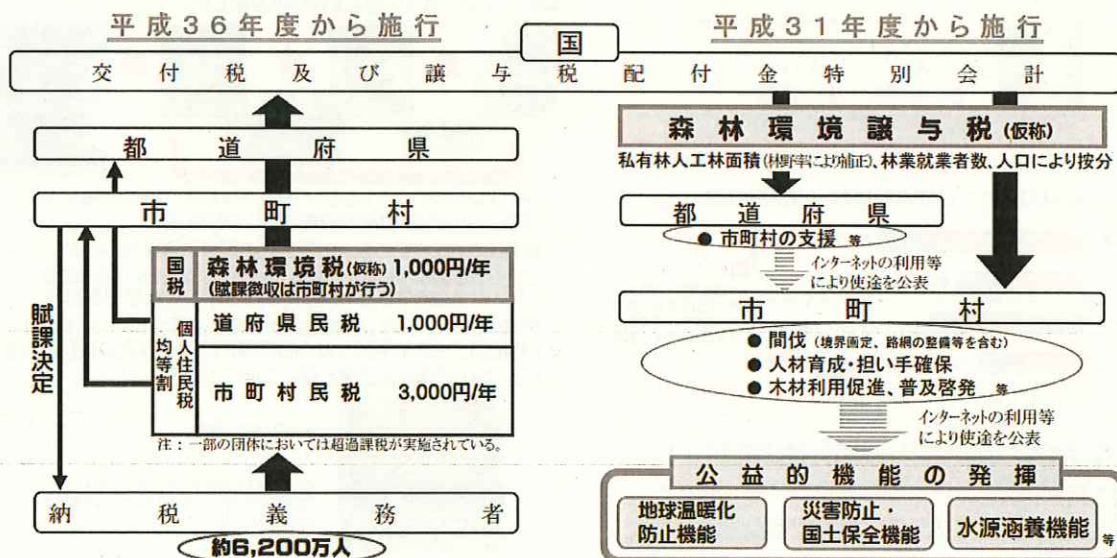 平成36年度から施行
国
平成31年度から施行
交付税及び譲与税配付金特別会計
都道府県
市町村
国税
森林環境税(仮称) 1,000円/年
(賦課徴収は市町村が行う)
個人住民税
均等割
道府県民税 1,000円/年
市町村民税 3,000円/年
注：一部の団体においては超過課税が実施されている。
賦課決定
納税義務者
約6,200万人
森林環境譲与税(仮称)
私有林人工林面積(林野率により補正)、林業就業者数、人口により按分
都道府県
● 市町村の支援 等
インターネットの利用等
により使途を公表
市町村
● 間伐(境界画定、路網の整備等を含む)
● 人材育成・担い手確保
● 木材利用促進、普及啓発 等
インターネットの利用等
により使途を公表
公益的機能の発揮
地球温暖化
防止機能
災害防止・
国土保全機能
水源涵養機能
等